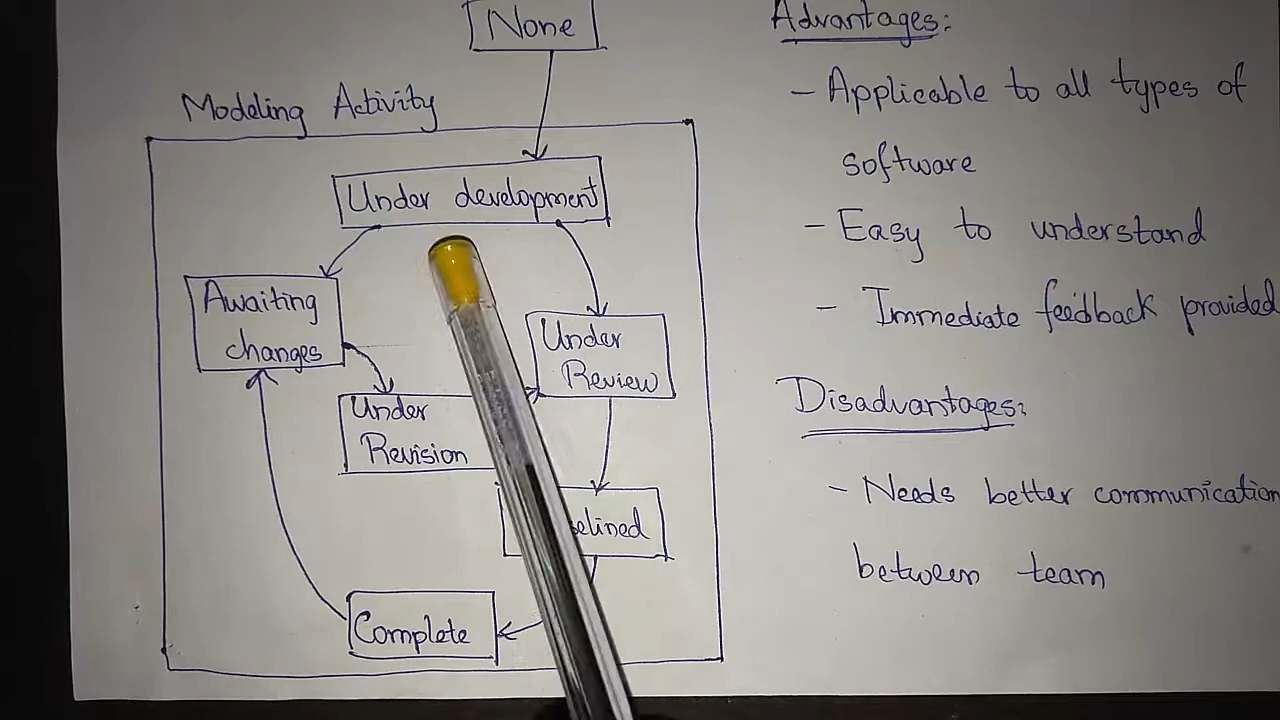 None
Modeling Activity
Under development
Awaiting
changes
Under
Review
Under
Revision
selined
Complete
Advantages:
- Applicable to all types of
software
- Easy to understand
- Immediate feedback provided
Disadvantages:
- Needs better communication
between team